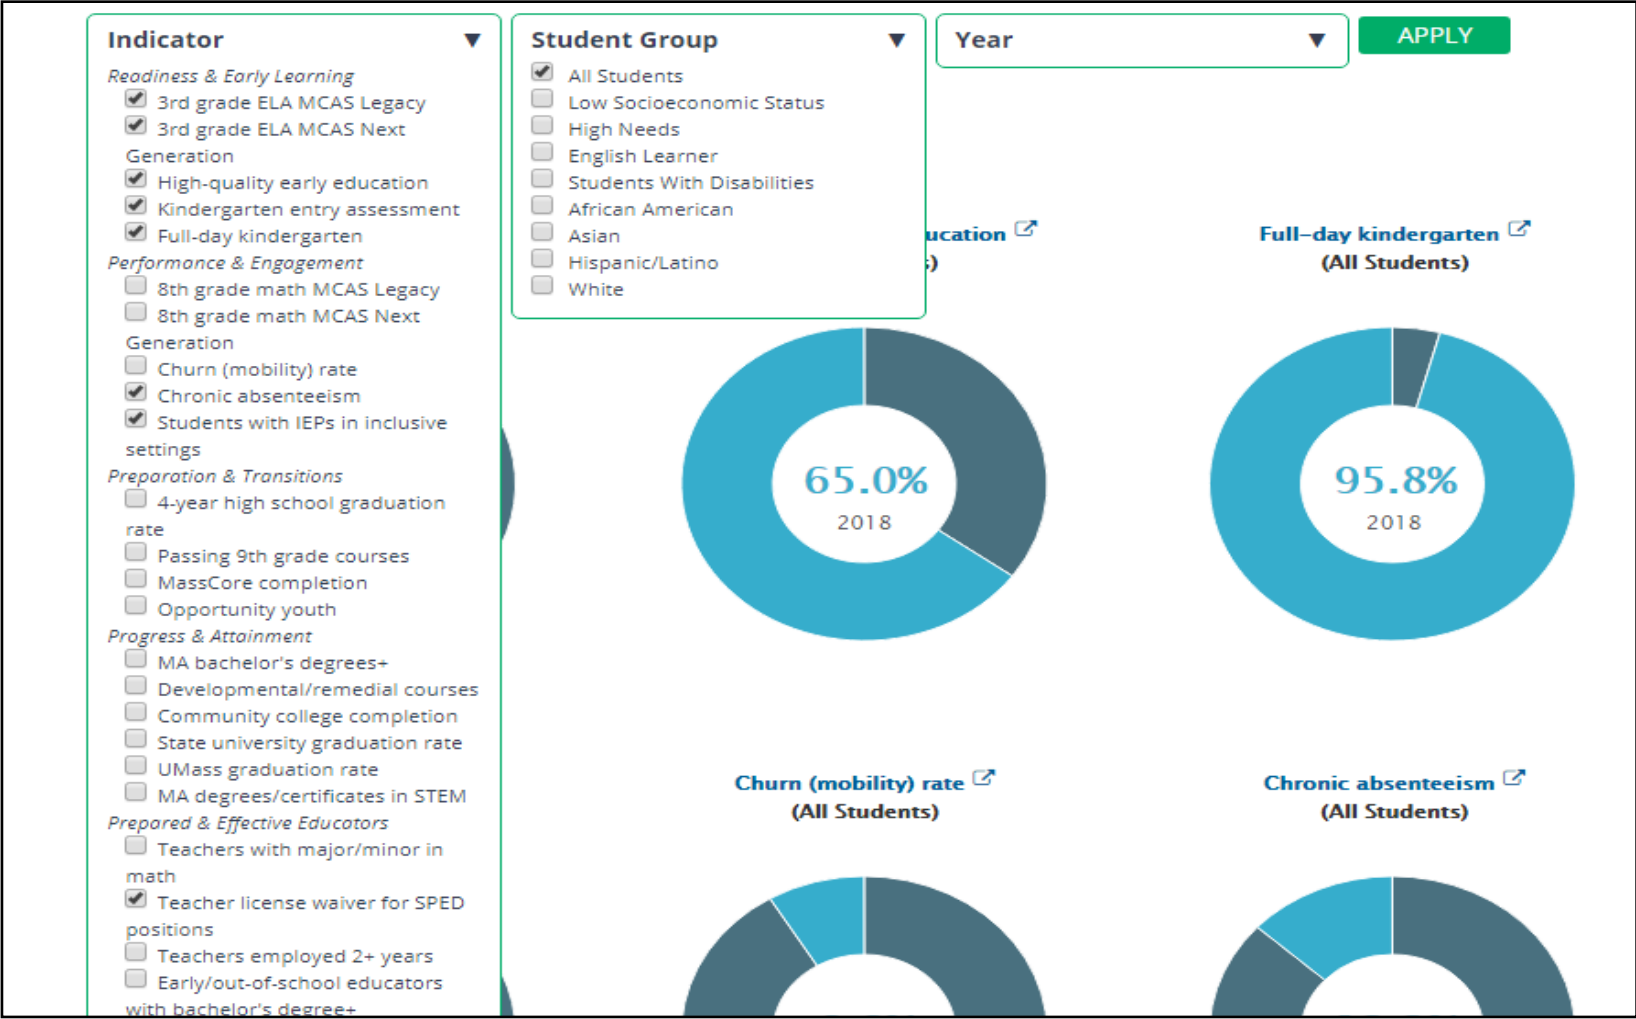 Indicator ▼
Readiness & Early Learning
3rd grade ELA MCAS Legacy
3rd grade ELA MCAS Next
Generation
High-quality early education
Kindergarten entry assessment
Full-day kindergarten
Performance & Engagement
8th grade math MCAS Legacy
8th grade math MCAS Next
Generation
Churn (mobility) rate
Chronic absenteeism
Students with IEPs in inclusive
settings
Preparation & Transitions
4-year high school graduation
rate
Passing 9th grade courses
MassCore completion
Opportunity youth
Progress & Attainment
MA bachelor's degrees+
Developmental/remedial courses
Community college completion
State university graduation rate
UMass graduation rate
MA degrees/certificates in STEM
Prepared & Effective Educators
Teachers with major/minor in
math
Teacher license waiver for SPED
positions
Teachers employed 2+ years
Early/out-of-school educators
with bachelor's degree+
Student Group ▼
All Students
Low Socioeconomic Status
High Needs
English Learner
Students With Disabilities
African American
Asian
Hispanic/Latino
White
Year ▼
APPLY
ucation
)
65.0%
2018
Full-day kindergarten
(All Students)
95.8%
2018
Churn (mobility) rate
(All Students)
Chronic absenteeism
(All Students)